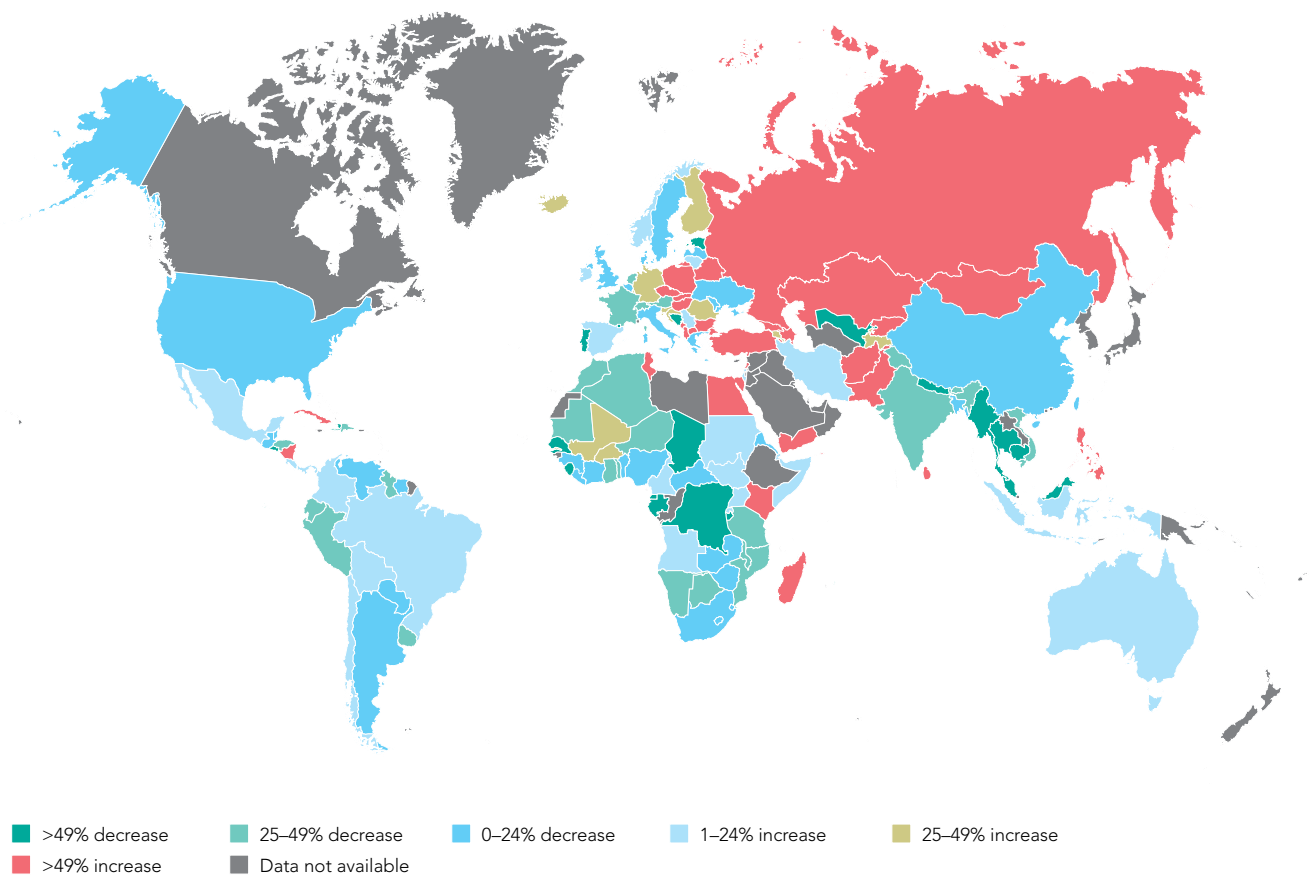 >49% decrease 25–49% decrease 0–24% decrease 1–24% increase 25–49% increase
>49% increase Data not available